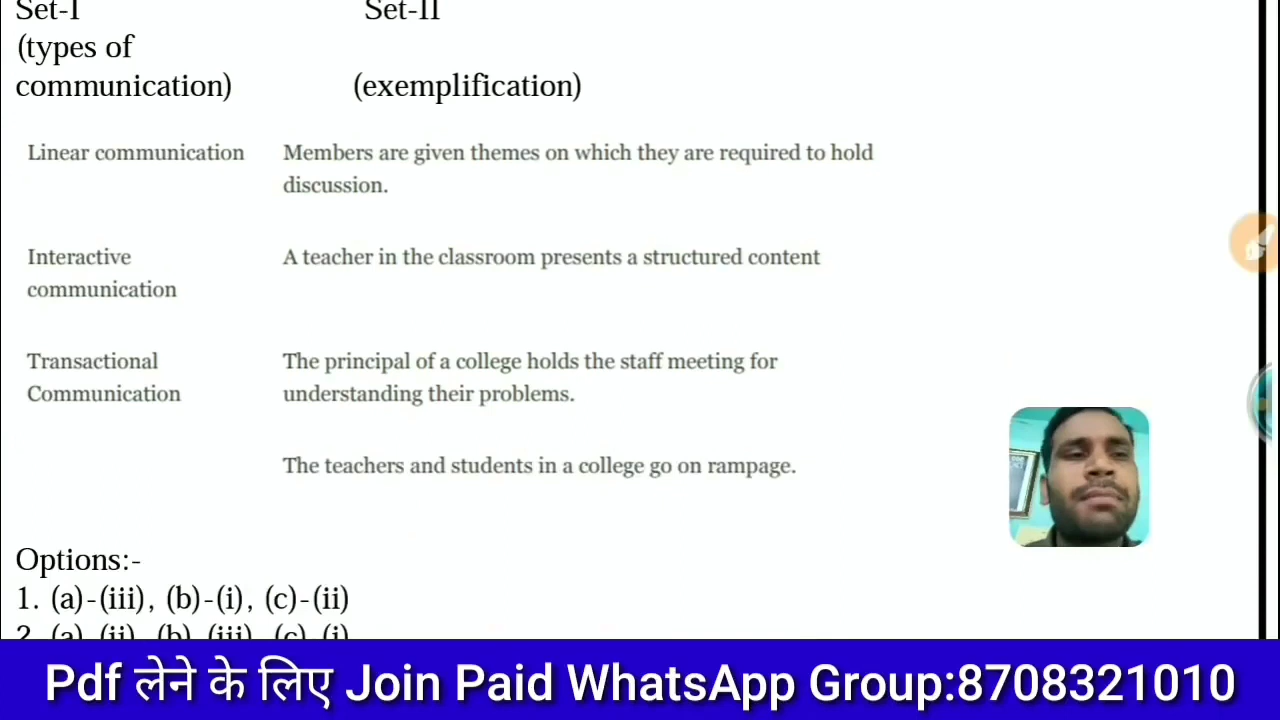 Set-I Set-II
(types of
communication) (exemplification)
Linear communication Members are given themes on which they are required to hold
discussion.
Interactive A teacher in the classroom presents a structured content
communication
Transactional The principal of a college holds the staff meeting for
Communication understanding their problems.
The teachers and students in a college go on rampage.
Options:-
1. (a)-(iii), (b)-(i), (c)-(ii)
2. (a)-(ii), (b)-(iii), (c)-(i)
Pdf लेने के लिए Join Paid WhatsApp Group:8708321010